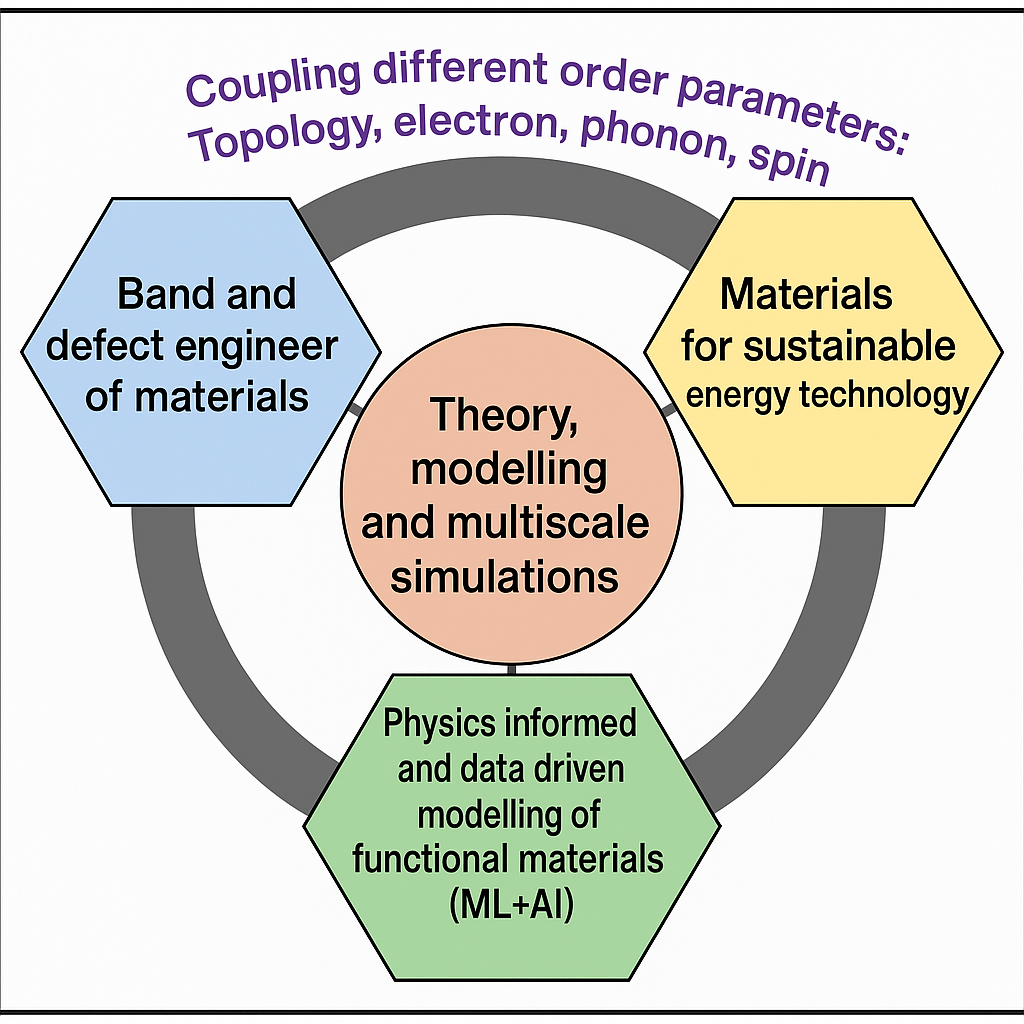 Coupling different order parameters:
Topology, electron, phonon, spin
Band and
defect engineer
of materials
Materials
for sustainable
energy technology
Theory,
modelling
and multiscale
simulations
Physics informed
and data driven
modelling of
functional materials
(ML+AI)